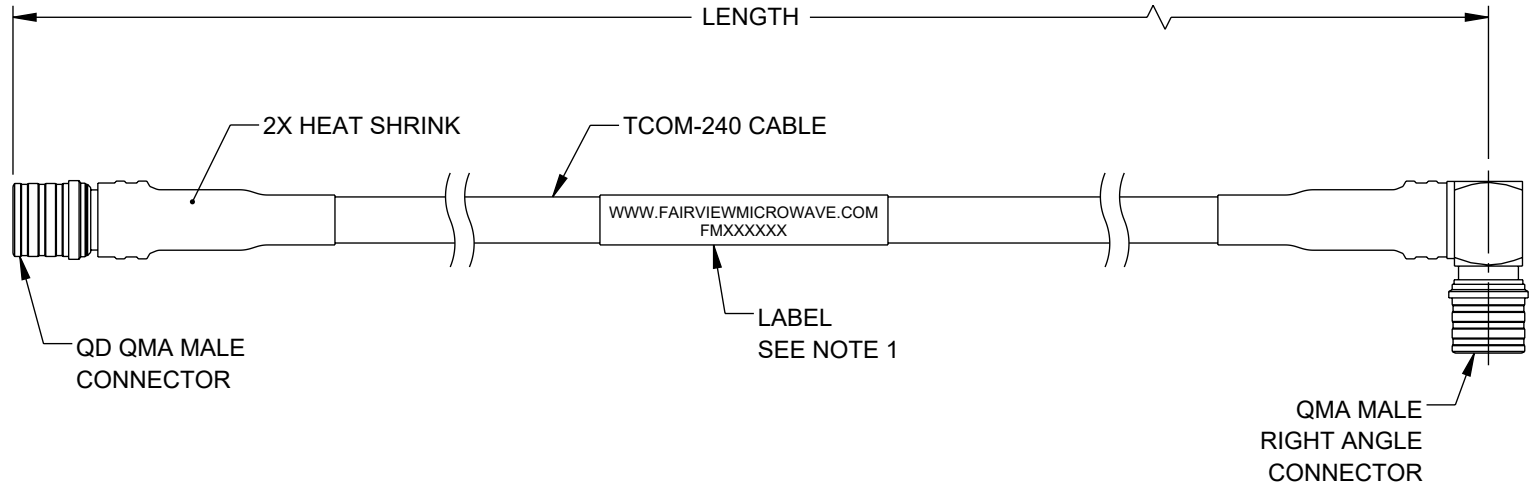 LENGTH
2X HEAT SHRINK
TCOM-240 CABLE
WWW.FAIRVIEWMICROWAVE.COM
FMXXXXXX
LABEL
SEE NOTE 1
QD QMA MALE
CONNECTOR
QMA MALE
RIGHT ANGLE
CONNECTOR